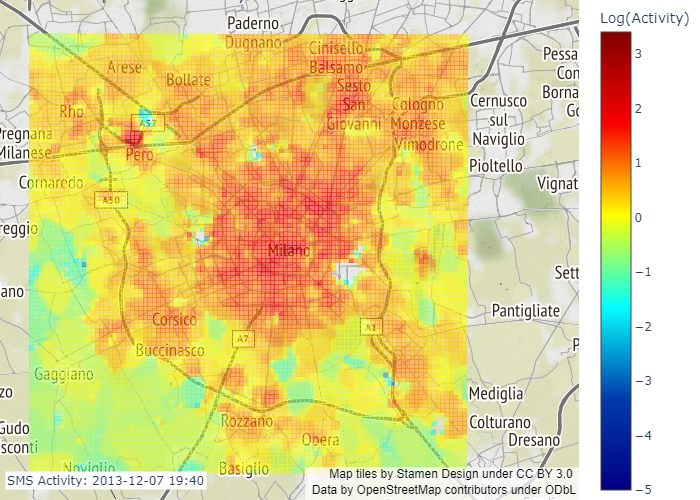 Log(Activity)
Paderno
Dugnano
Cinisello
Balsamo
Arese
Bollate
Sesto
San
Giovanni
Pessa
Con
Borna
Go
Rho
A52
Cologno
Monzese
Vimodrone
Cernusco
sul
Naviglio
Pregnana
Milanese
Pero
Pioltello
Cornaredo
Vignat
A50
reggio
Milano
Sett
ano
Pantigliate
Corsico
A7
Buccinasco
P
Gaggiano
zo
Mediglia
Rozzano
Colturano
Gudo
sconti
Opera
Dresano
Noviglio
Basiglio
SMS Activity: 2013-12-07 19:40
Map tiles by Stamen Design under CC BY 3.0
Data by OpenStreetMap contributors under ODbL
3
2
1
0
−1
−2
−3
−4
−5